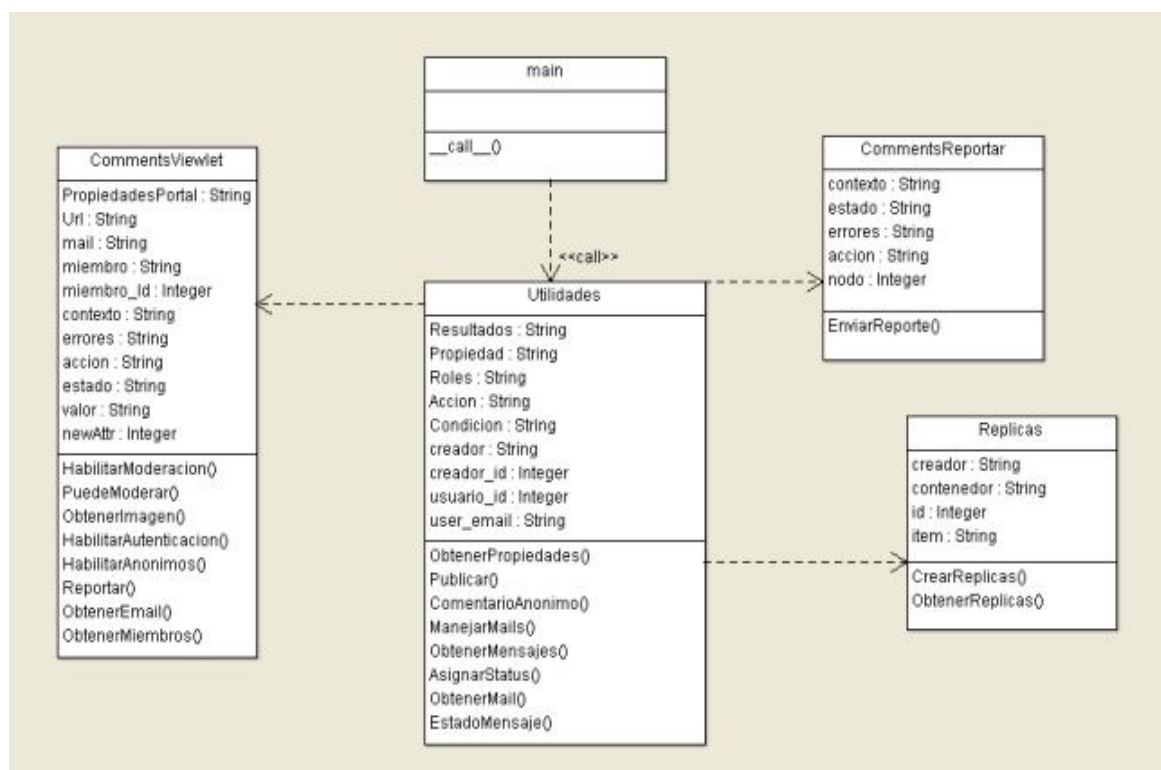 main
__call__()
CommentsViewlet
PropiedadesPortal : String
Url : String
mail : String
miembro : String
miembro_Id : Integer
contexto : String
errores : String
accion : String
estado : String
valor : String
newAttr : Integer
HabilitarModeracion()
PuedeModerar()
ObtenerImagen()
HabilitarAutenticacion()
HabilitarAnonimos()
Reportar()
ObtenerEmail()
ObtenerMiembros()
<<call>>
Utilidades
Resultados : String
Propiedad : String
Roles : String
Accion : String
Condicion : String
creador : String
creador_id : Integer
usuario_id : Integer
user_email : String
ObtenerPropiedades()
Publicar()
ComentarioAnonimo()
ManejarMails()
ObtenerMensajes()
AsignarStatus()
ObtenerMail()
EstadoMensaje()
CommentsReportar
contexto : String
estado : String
errores : String
accion : String
nodo : Integer
EnviarReporte()
Replicas
creador : String
contenedor : String
id : Integer
item : String
CrearReplicas()
ObtenerReplicas()